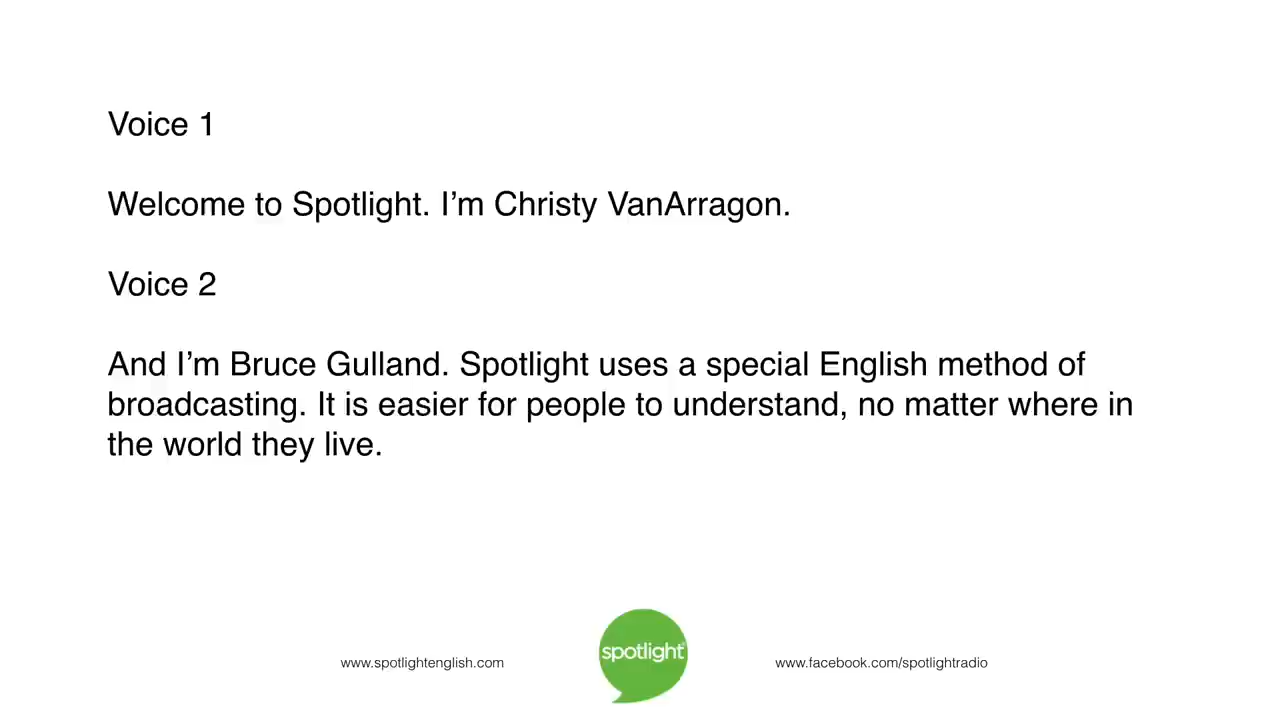 Voice 1
Welcome to Spotlight. I’m Christy VanArragon.
Voice 2
And I’m Bruce Gulland. Spotlight uses a special English method of
broadcasting. It is easier for people to understand, no matter where in
the world they live.
www.spotlightenglish.com
spotlight
www.facebook.com/spotlightradio